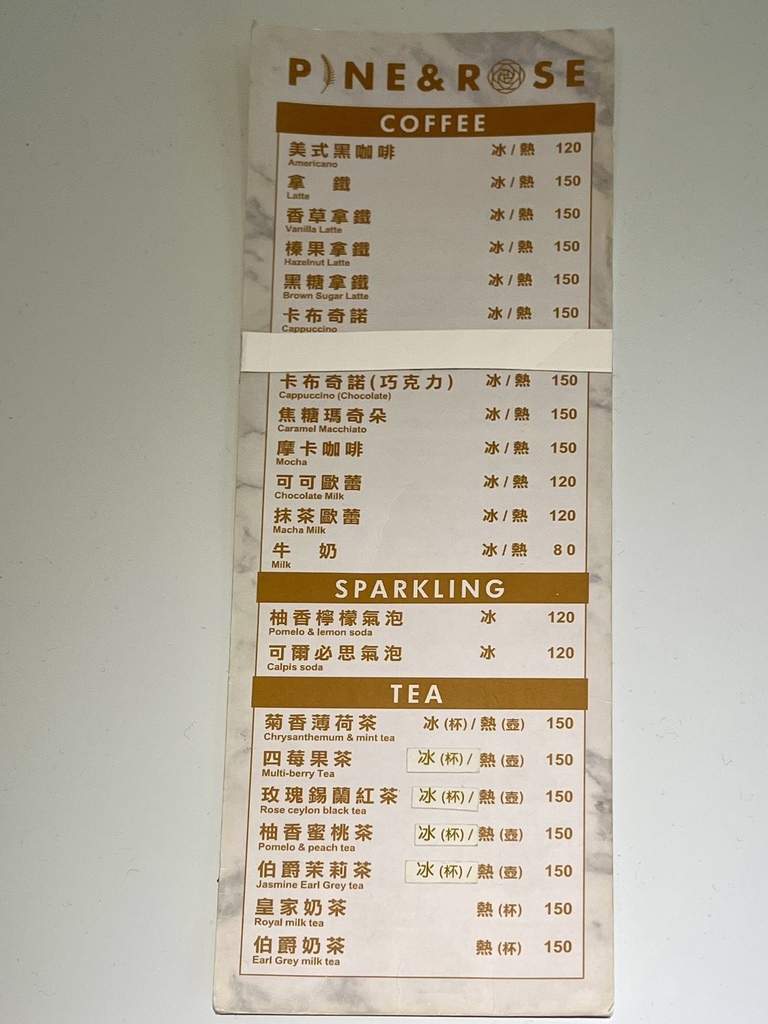 PINE&ROSE
COFFEE
美式黑咖啡 冰/熱 120
Americano
拿 鐵 冰/熱 150
Latte
香草拿鐵 冰/熱 150
Vanilla Latte
榛果拿鐵 冰/熱 150
Hazelnut Latte
黑糖拿鐵 冰/熱 150
Brown Sugar Latte
卡布奇諾 冰/熱 150
Cappuccino
卡布奇諾(巧克力) 冰/熱 150
Cappuccino (Chocolate)
焦糖瑪奇朵 冰/熱 150
Caramel Macchiato
摩卡咖啡 冰/熱 150
Mocha
可可歐蕾 冰/熱 120
Chocolate Milk
抹茶歐蕾 冰/熱 120
Macha Milk
牛 奶 冰/熱 80
Milk
SPARKLING
柚香檸檬氣泡 冰 120
Pomelo & lemon soda
可爾必思氣泡 冰 120
Calpis soda
TEA
菊香薄荷茶 冰(杯)/熱(壺) 150
Chrysanthemum & mint tea
四莓果茶 冰(杯)/熱(壺) 150
Multi-berry Tea
玫瑰錫蘭紅茶 冰(杯)/熱(壺) 150
Rose ceylon black tea
柚香蜜桃茶 冰(杯)/熱(壺) 150
Pomelo & peach tea
伯爵茉莉茶 冰(杯)/熱(壺) 150
Jasmine Earl Grey tea
皇家奶茶 熱(杯) 150
Royal milk tea
伯爵奶茶 熱(杯) 150
Earl Grey milk tea